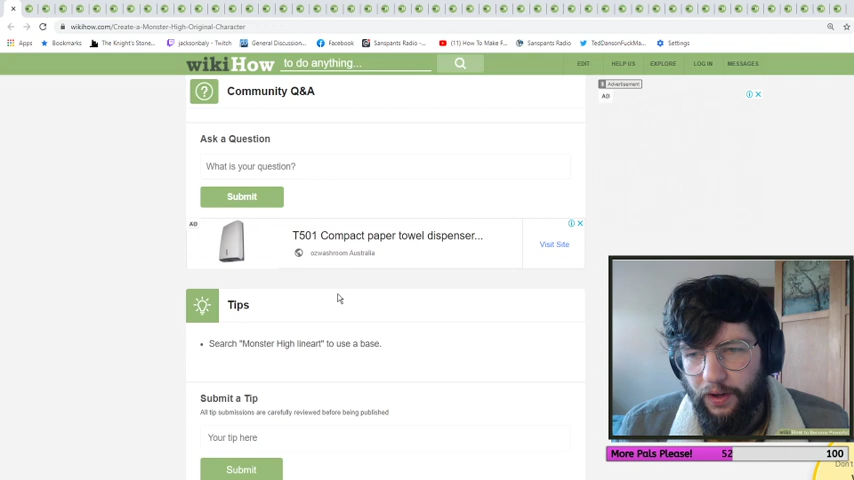 wikihow.com/Create-a-Monster-High-Original-Character
Apps
Bookmarks
The Knight's Stone...
jacksonbaly - Twitch
General Discussion...
Facebook
Sanspants Radio -...
(11) How To Make F...
Sanspants Radio
TedDansonFuckMa...
Settings
wikiHow
to do anything...
EDIT
HELP US
EXPLORE
LOG IN
MESSAGES
Community Q&A
Advertisement
AD
Ask a Question
What is your question?
Submit
AD
T501 Compact paper towel dispenser...
ozwashroom Australia
Visit Site
Tips
Search "Monster High lineart" to use a base.
Submit a Tip
All tip submissions are carefully reviewed before being published
Your tip here
Submit
More Pals Please!
52
100
Don't